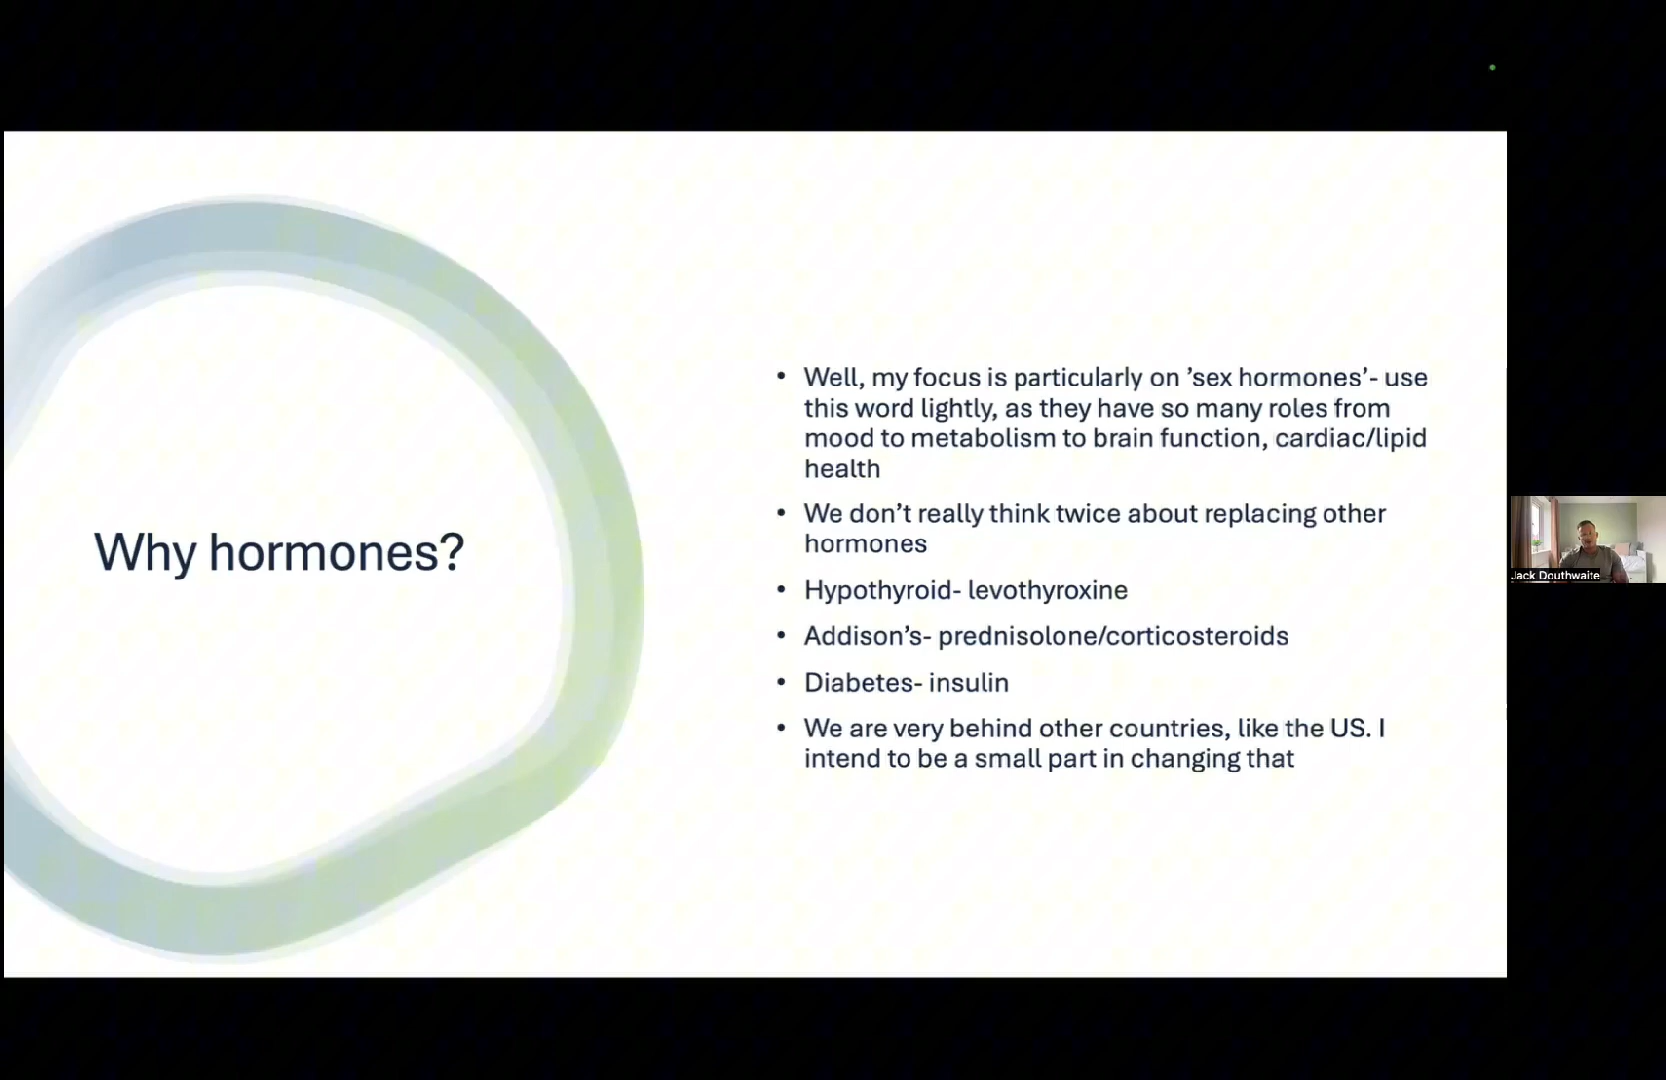 Why hormones?
• Well, my focus is particularly on ’sex hormones’- use
this word lightly, as they have so many roles from
mood to metabolism to brain function, cardiac/lipid
health
• We don’t really think twice about replacing other
hormones
• Hypothyroid- levothyroxine
• Addison’s- prednisolone/corticosteroids
• Diabetes- insulin
• We are very behind other countries, like the US. I
intend to be a small part in changing that
Jack Douthwaite